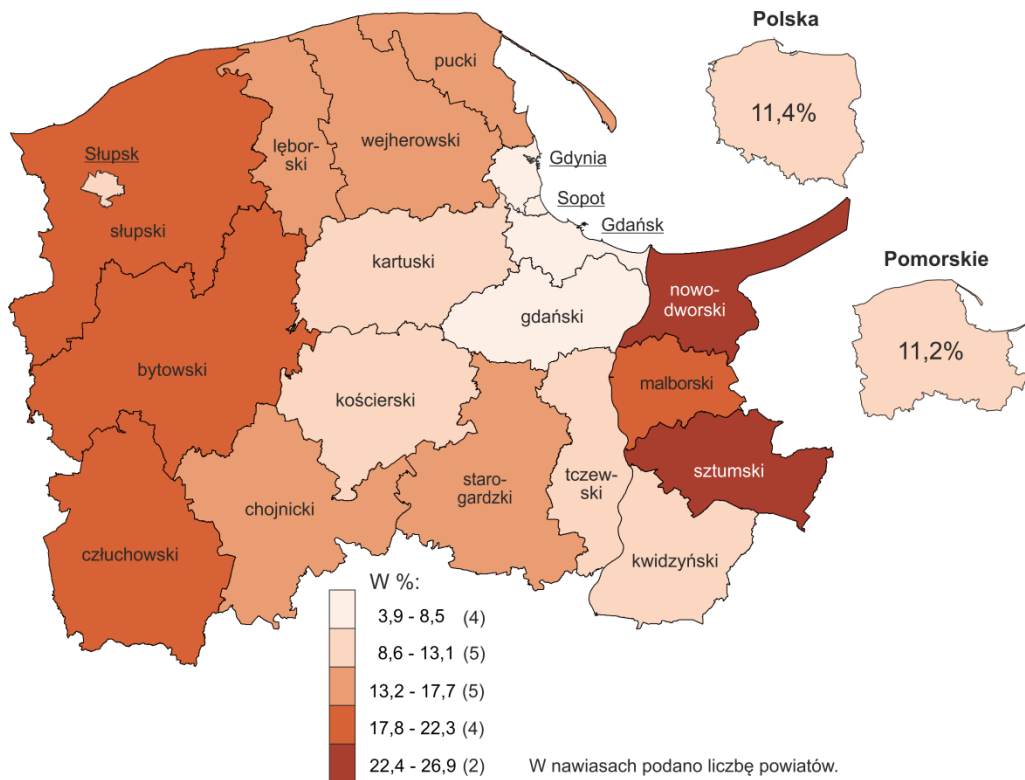 Polska
11,4%
pucki
lębor-
ski
wejherowski
Gdynia
Słupsk
Sopot
Gdańsk
słupski
kartuski
Pomorskie
nowo-
dworski
gdański
11,2%
bytowski
malborski
kościerski
sztumski
staro-
gardzki
tczew-
ski
chojnicki
człuchowski
kwidzyński
W %:
3,9 - 8,5 (4)
8,6 - 13,1 (5)
13,2 - 17,7 (5)
17,8 - 22,3 (4)
22,4 - 26,9 (2)
W nawiasach podano liczbę powiatów.